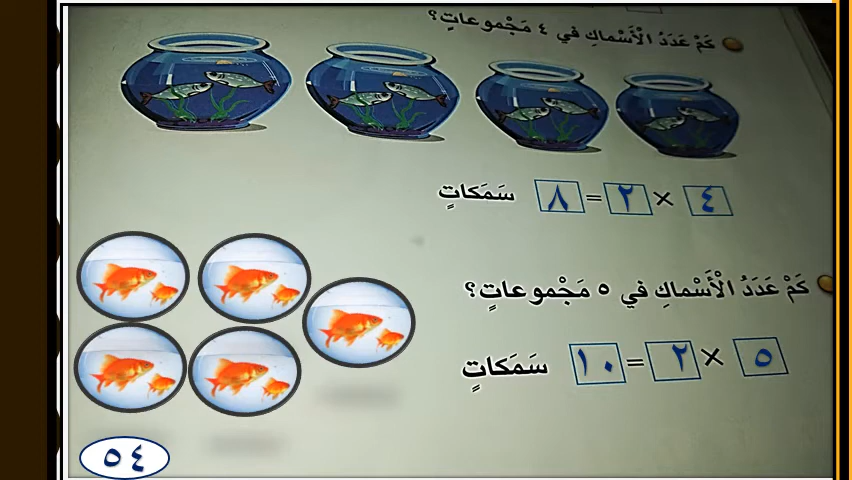 كَمْ عَدَدُ الْأَسْماكِ في ٤ مَجْموعاتٍ؟
٤ × ٢ = ٨ سَمَكاتٍ
كَمْ عَدَدُ الْأَسْماكِ في ٥ مَجْموعاتٍ؟
٥ × ٢ = ١٠ سَمَكاتٍ
٥٤